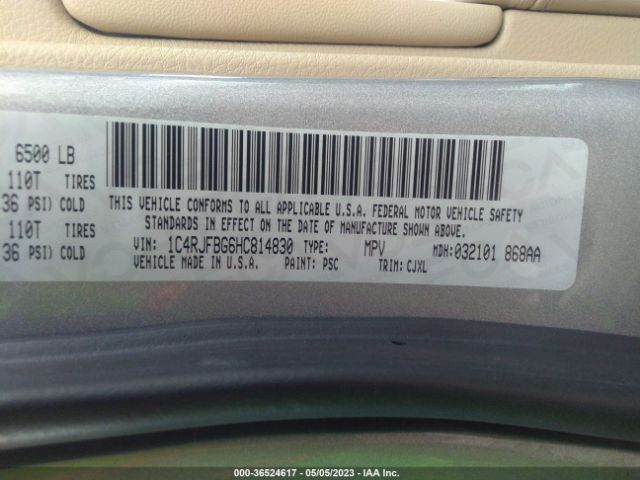 6500 LB
110T TIRES
36 PSI) COLD
110T TIRES
36 PSI) COLD
THIS VEHICLE CONFORMS TO ALL APPLICABLE U.S.A. FEDERAL MOTOR VEHICLE SAFETY
STANDARDS IN EFFECT ON THE DATE OF MANUFACTURE SHOWN ABOVE.
VIN: 1C4RJFBG6HC814830 TYPE: MPV MDH:032101 868AA
VEHICLE MADE IN U.S.A. PAINT: PSC TRIM: CJXL
000-36524617 - 05/05/2023 - IAA Inc.